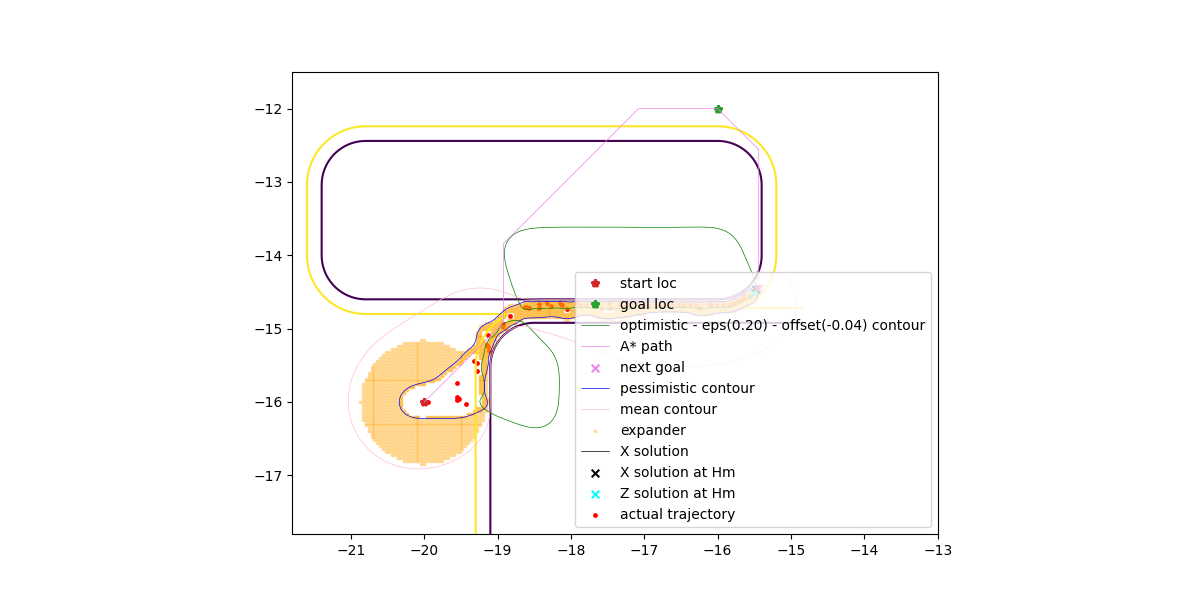 −12
−13
−14
−15
−16
−17
start loc
goal loc
optimistic - eps(0.20) - offset(-0.04) contour
A* path
next goal
pessimistic contour
mean contour
expander
X solution
X solution at Hm
Z solution at Hm
actual trajectory
−21 −20 −19 −18 −17 −16 −15 −14 −13